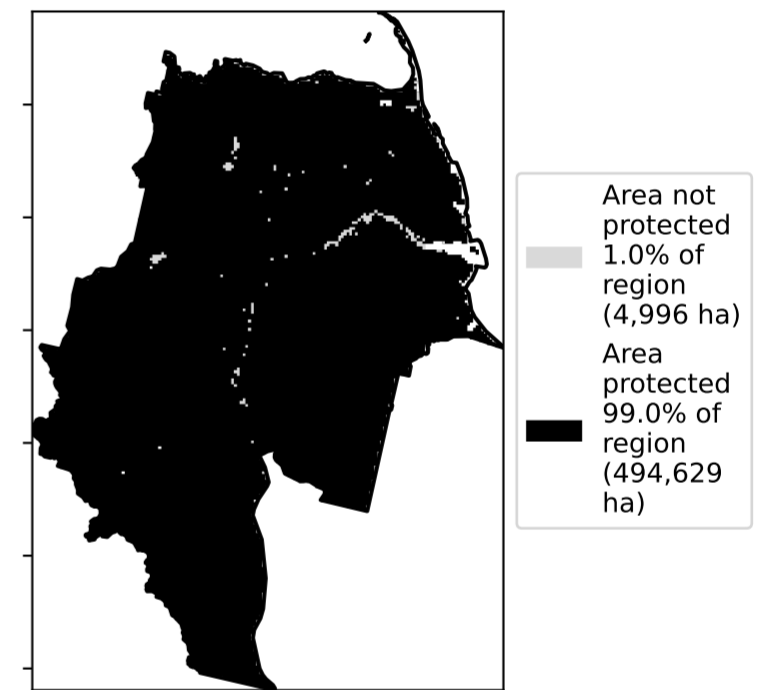 Area not
protected
1.0% of
region
(4,996 ha)
Area
protected
99.0% of
region
(494,629
ha)